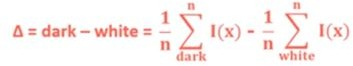 Δ = dark – white = 1/n n∑dark I(x) - 1/n n∑white I(x)